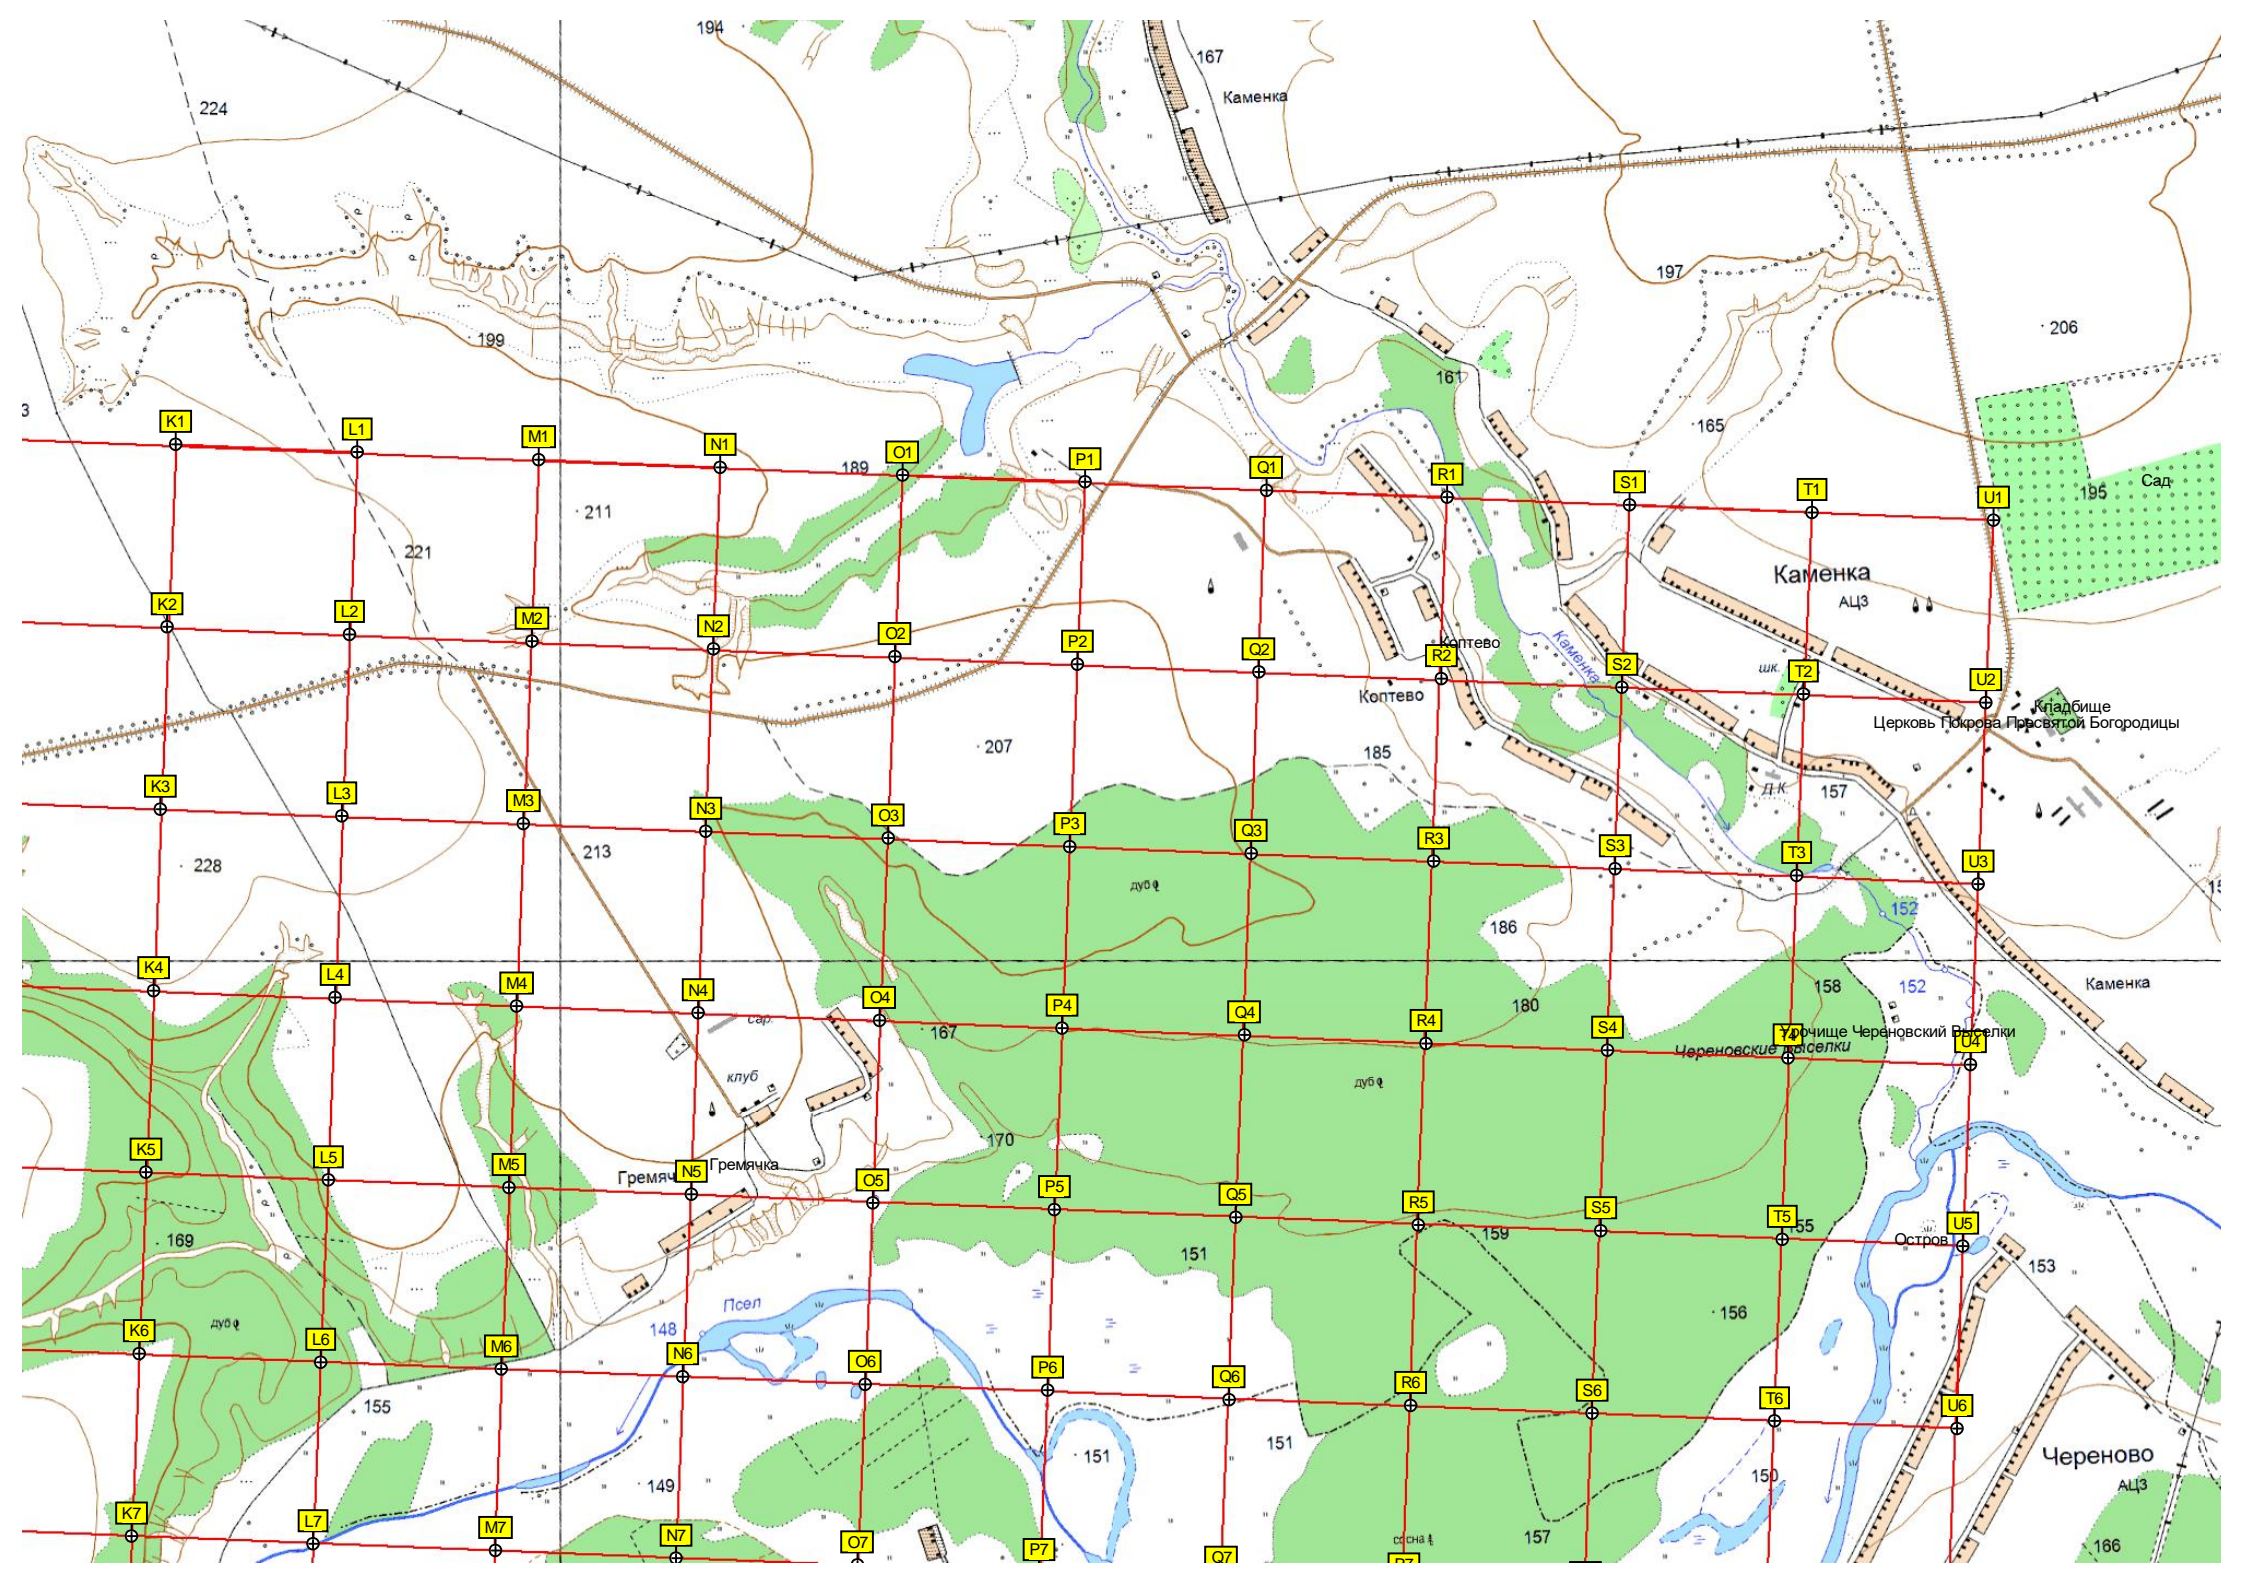 194
167
Каменка
224
197
206
199
161
3
165
K1
L1
M1
N1
O1
P1
Q1
R1
S1
T1
U1
189
195
Сад
211
221
Каменка
АЦЗ
K2
L2
M2
N2
O2
P2
Q2
R2
S2
T2
U2
Коптево
Каменка
шк.
Коптево
Кладбище
Церковь Покрова Пресвятой Богородицы
207
185
157
Д.К.
K3
L3
M3
N3
O3
P3
Q3
R3
S3
T3
U3
213
228
дуб
15
152
186
K4
L4
M4
N4
O4
P4
Q4
R4
S4
T4
U4
158
152
Каменка
180
сар.
167
Урочище Череновский Выселки
Череновские Выселки
клуб
дуб
170
K5
L5
M5
N5
O5
P5
Q5
R5
S5
T5
U5
Гремяч
Гремячка
155
159
Остров
169
151
153
Псел
148
156
дуб
K6
L6
M6
N6
O6
P6
Q6
R6
S6
T6
U6
155
151
151
Череново
АЦЗ
149
150
K7
L7
M7
N7
O7
P7
Q7
R7
сосна
157
166